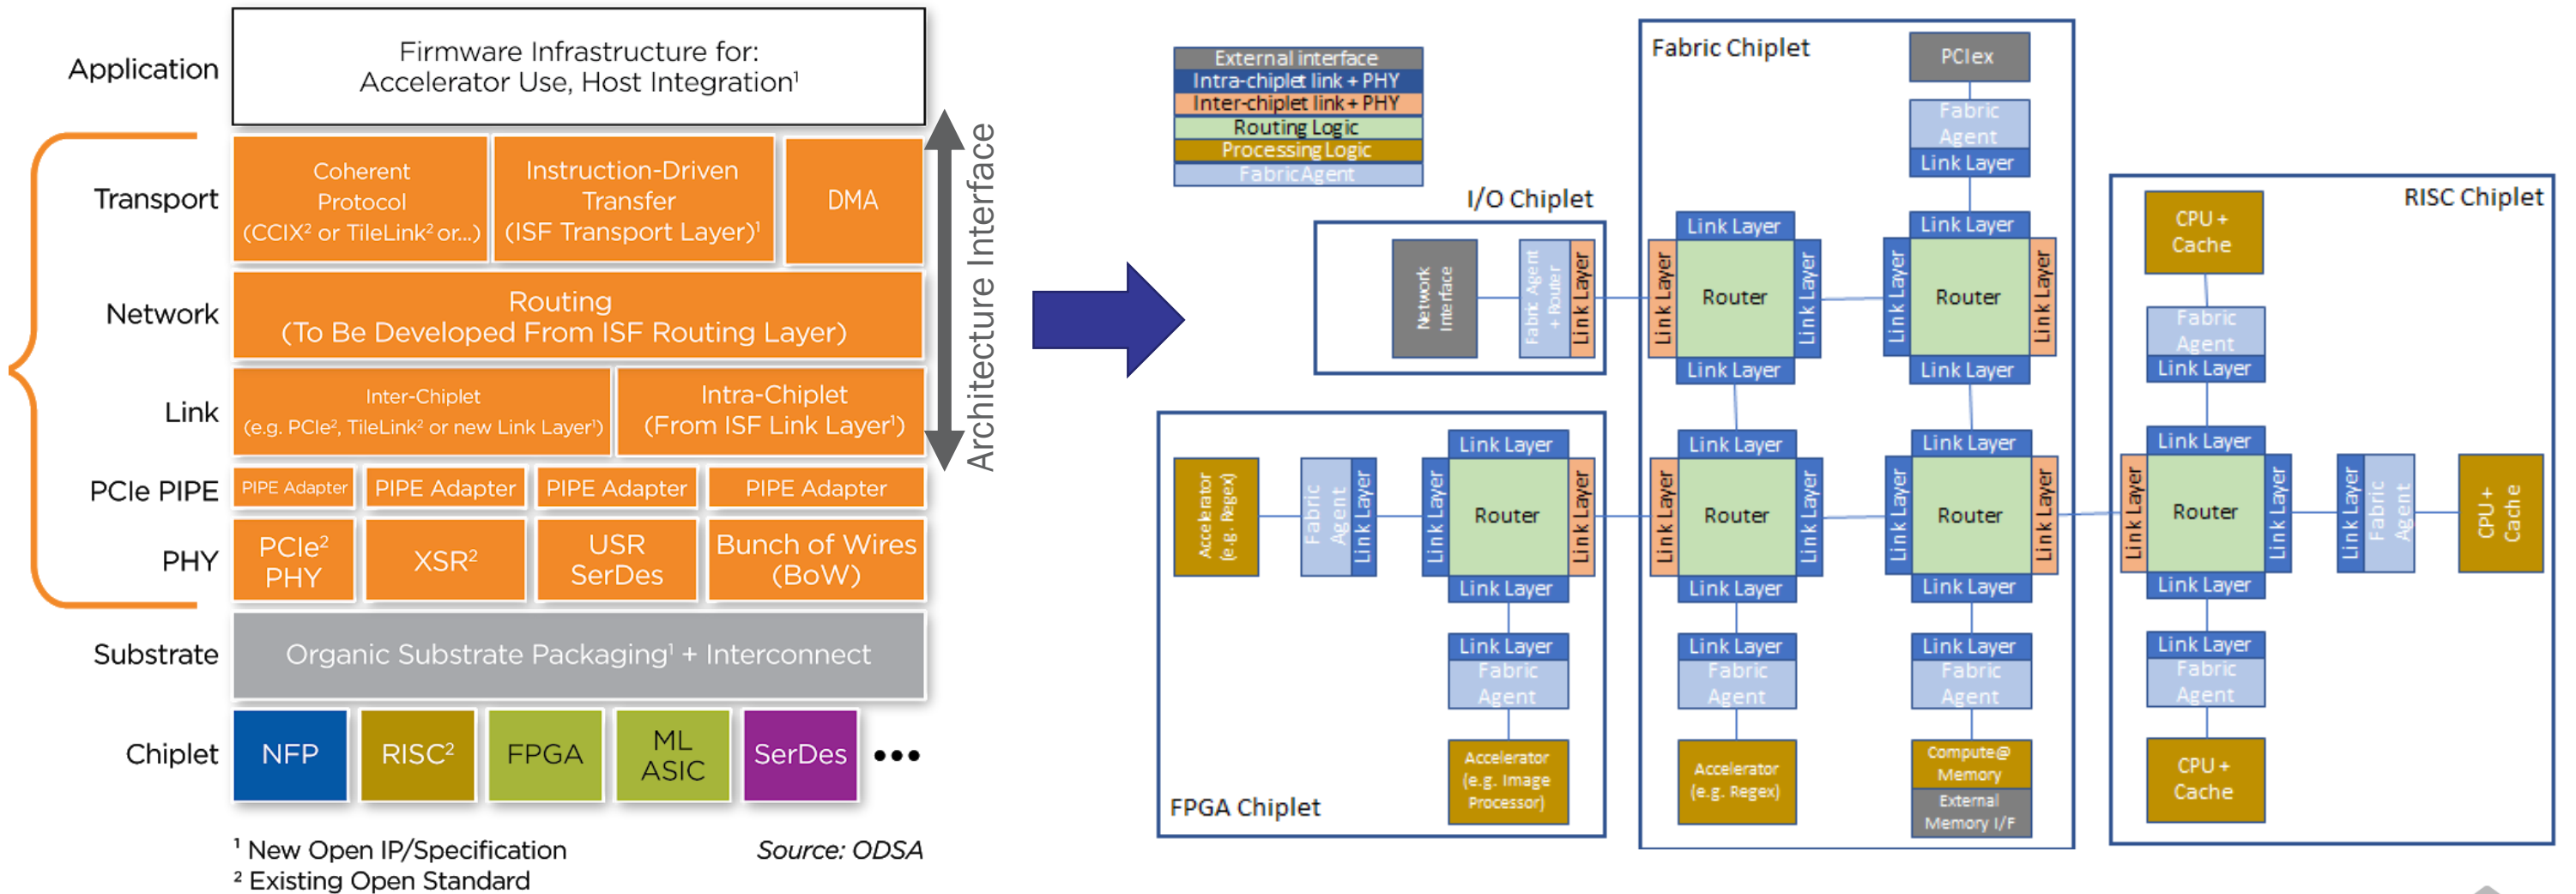 Application
Firmware Infrastructure for:
Accelerator Use, Host Integration¹
Transport
Coherent
Protocol
(CCIX² or TileLink² or...)
Instruction-Driven
Transfer
(ISF Transport Layer)¹
DMA
Network
Routing
(To Be Developed From ISF Routing Layer)
Link
Inter-Chiplet
(e.g. PCIe², TileLink² or new Link Layer¹)
Intra-Chiplet
(From ISF Link Layer¹)
Architecture Interface
PCIe PIPE
PIPE Adapter
PIPE Adapter
PIPE Adapter
PIPE Adapter
PHY
PCIe²
PHY
XSR²
USR
SerDes
Bunch of Wires
(BoW)
Substrate
Organic Substrate Packaging¹ + Interconnect
Chiplet
NFP
RISC²
FPGA
ML
ASIC
SerDes
•••
¹ New Open IP/Specification
² Existing Open Standard
Source: ODSA
External interface
Intra-chiplet link + PHY
Inter-chiplet link + PHY
Routing Logic
Processing Logic
FabricAgent
I/O Chiplet
Network
Interface
Fabric Agent
+ Router
Link Layer
Fabric Chiplet
PCIex
Fabric
Agent
Link Layer
Link Layer
Link Layer
Router
Link Layer
Link Layer
Link Layer
Link Layer
Router
Link Layer
Link Layer
Link Layer
Link Layer
Router
Link Layer
Link Layer
Link Layer
Link Layer
Router
Link Layer
Link Layer
Link Layer
Fabric
Agent
Accelerator
(e.g. Regex)
Link Layer
Fabric
Agent
Compute@
Memory
External
Memory I/F
FPGA Chiplet
Accelerator
(e.g. Regex)
Fabric
Agent
Link Layer
Link Layer
Link Layer
Router
Link Layer
Link Layer
Link Layer
Fabric
Agent
Accelerator
(e.g. Image
Processor)
RISC Chiplet
CPU +
Cache
Fabric
Agent
Link Layer
Link Layer
Link Layer
Router
Link Layer
Link Layer
Link Layer
Fabric
Agent
CPU +
Cache
Link Layer
Fabric
Agent
CPU +
Cache